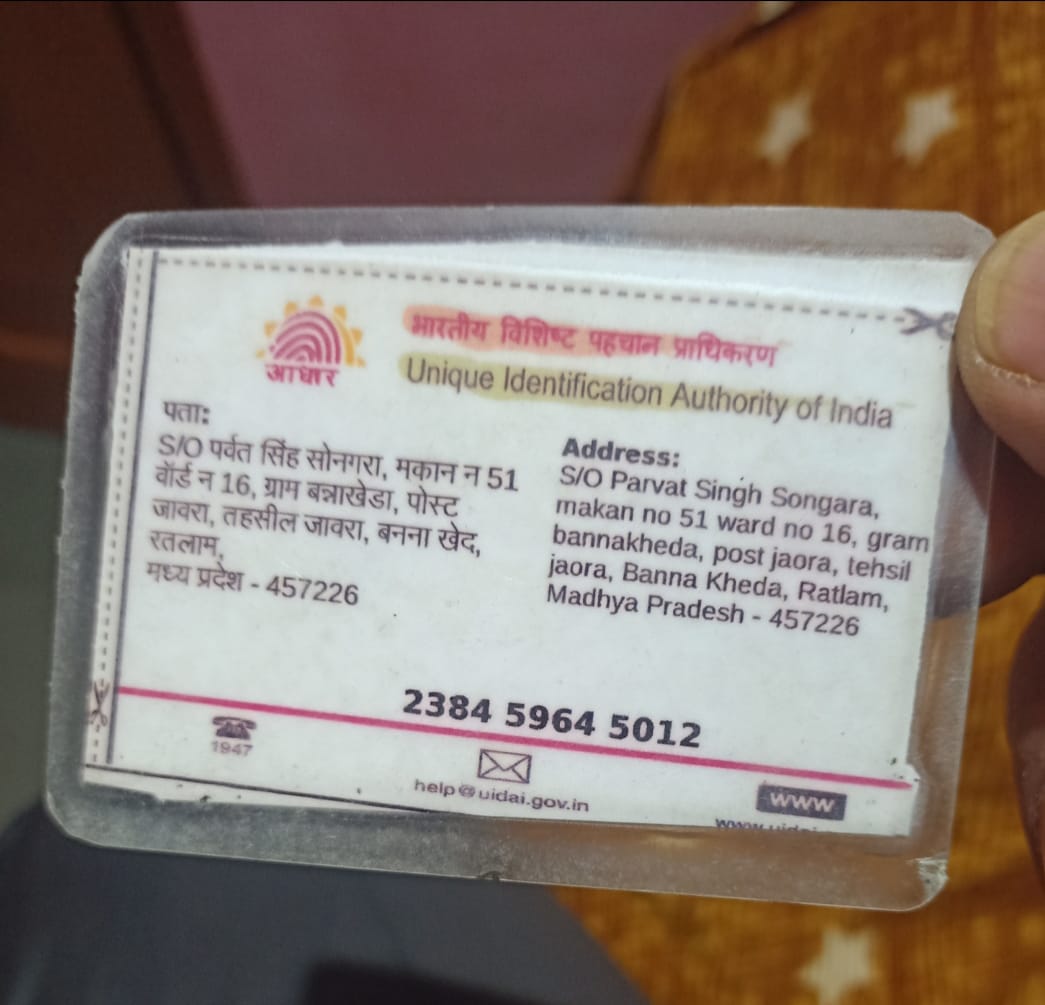 भारतीय विशिष्ट पहचान प्राधिकरण
Unique Identification Authority of India
आधार
पता:
S/O पर्वत सिंह सोनगरा, मकान न 51
वॉर्ड न 16, ग्राम बन्नाखेडा, पोस्ट
जावरा, तहसील जावरा, बनना खेद,
रतलाम,
मध्य प्रदेश - 457226
Address:
S/O Parvat Singh Songara,
makan no 51 ward no 16, gram
bannakheda, post jaora, tehsil
jaora, Banna Kheda, Ratlam,
Madhya Pradesh - 457226
2384 5964 5012
1947
help@uidai.gov.in
WWW